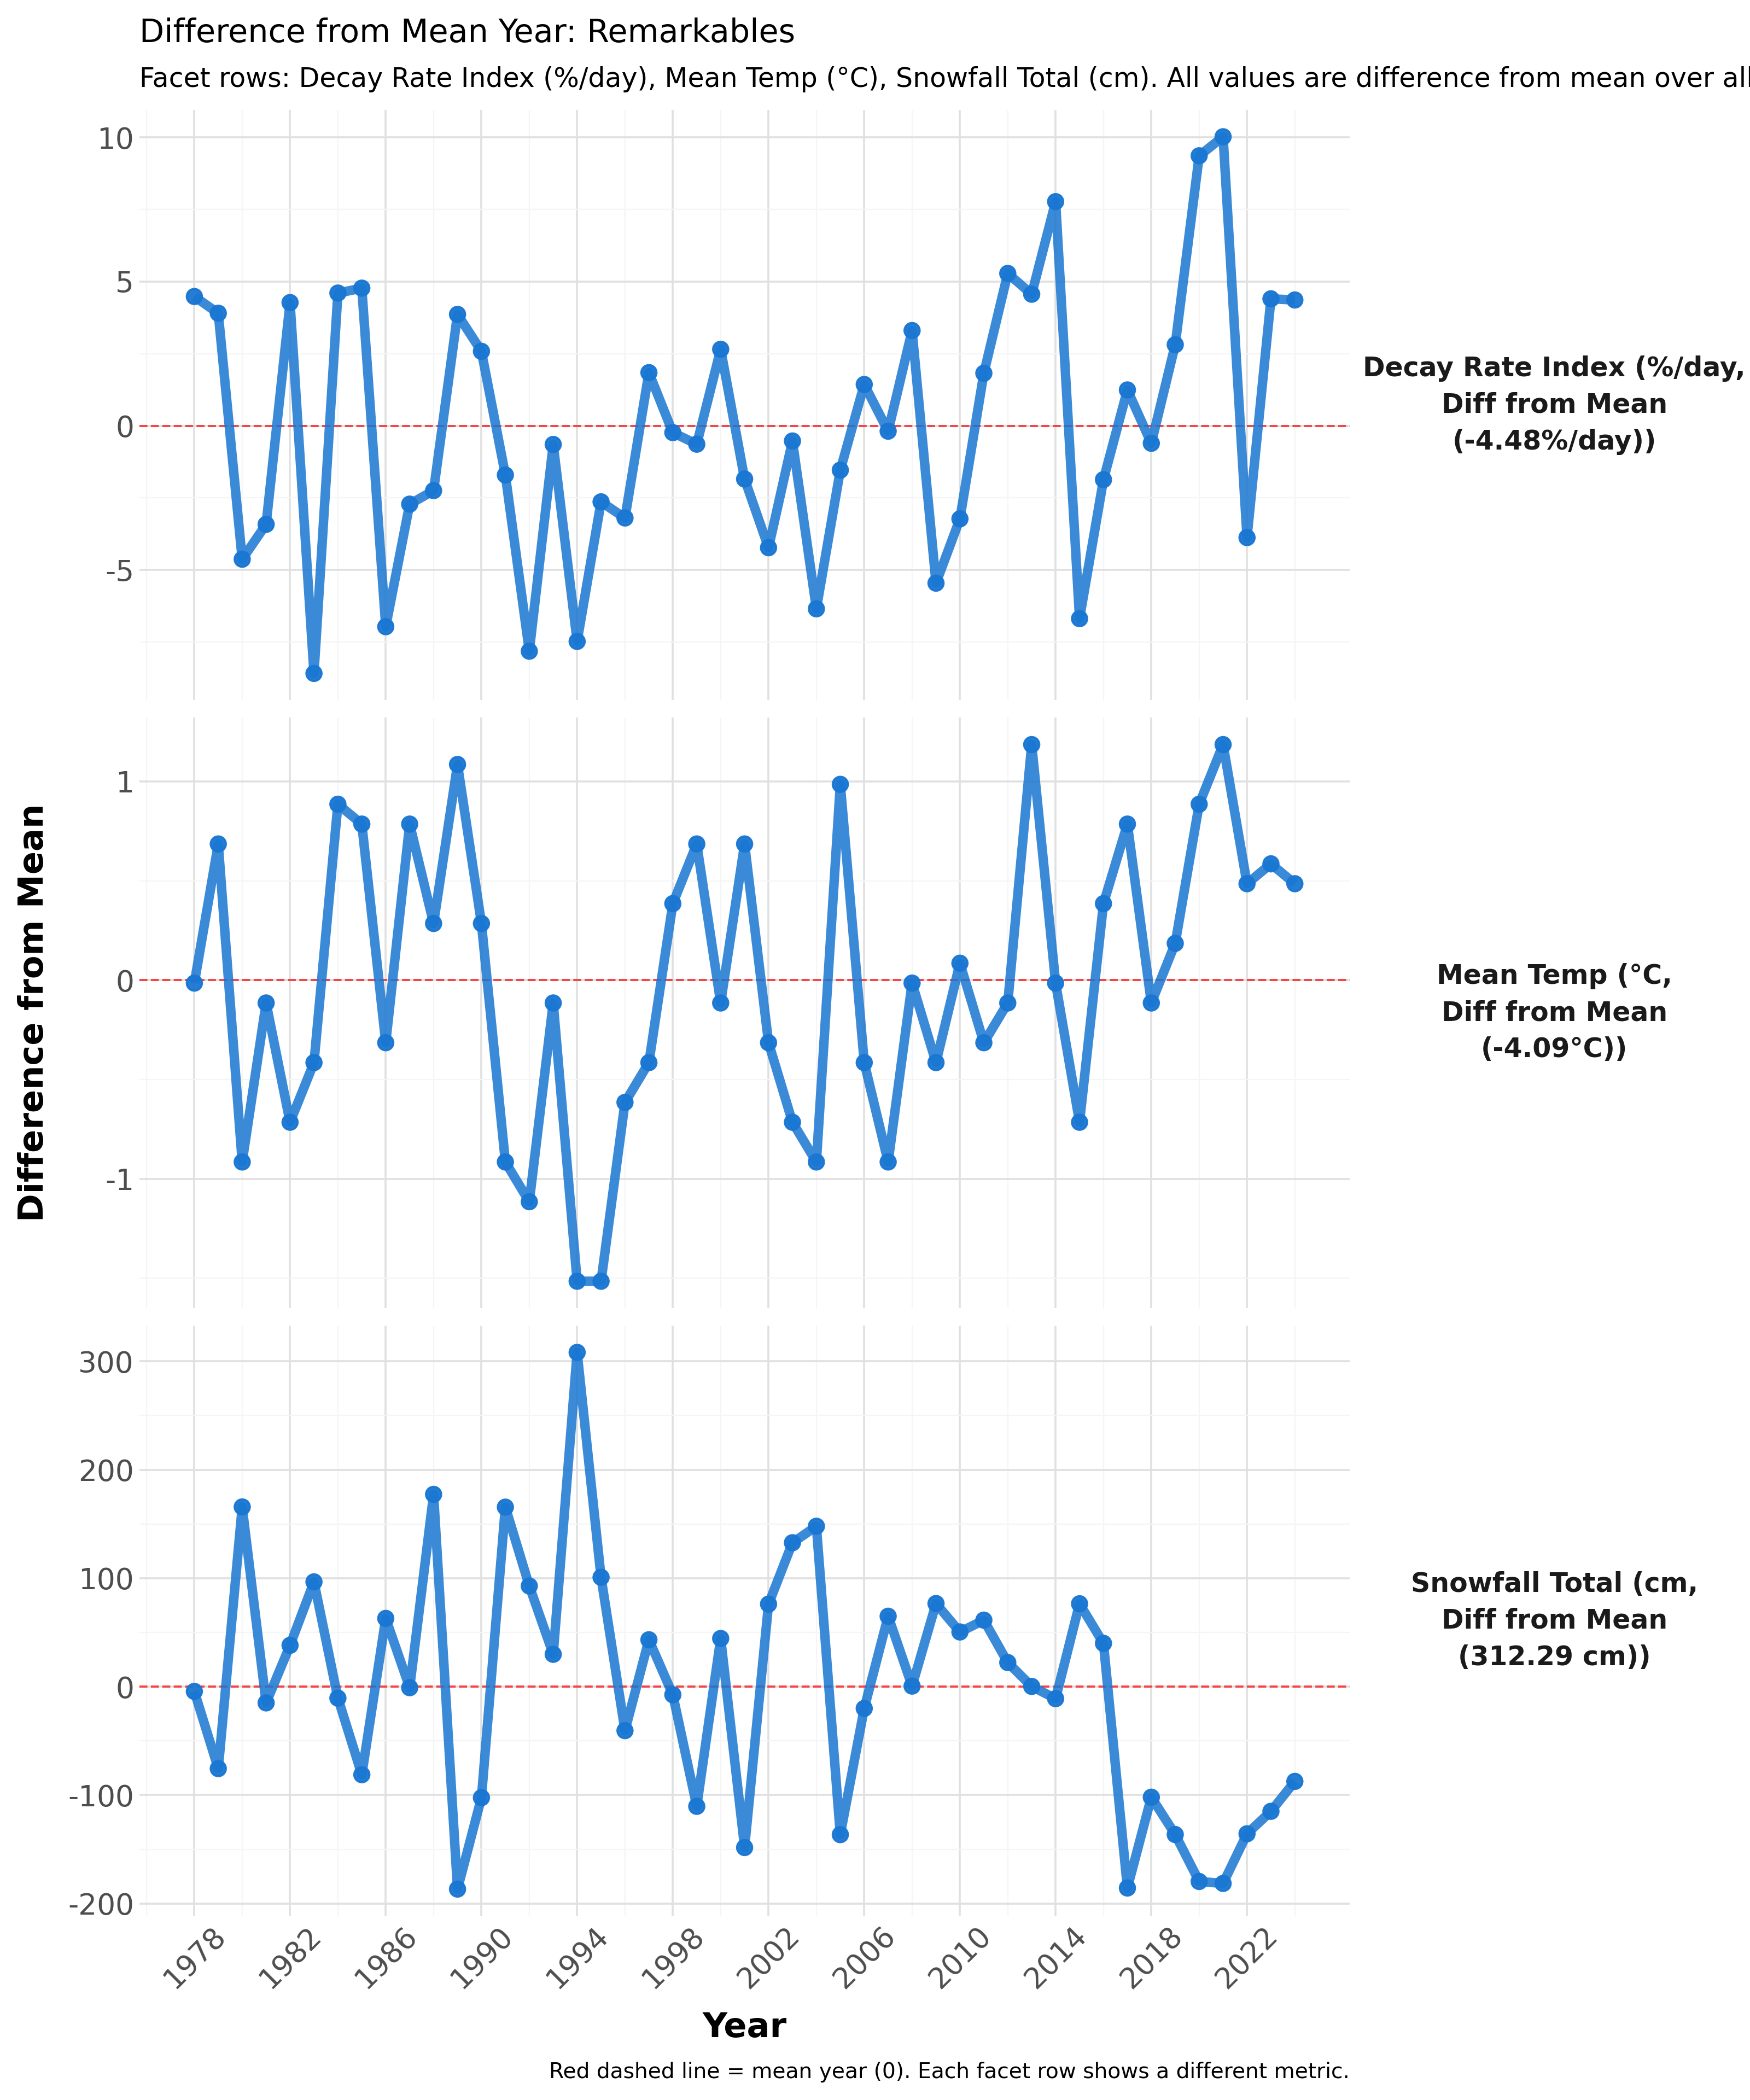 Difference from Mean Year: Remarkables
Facet rows: Decay Rate Index (%/day), Mean Temp (°C), Snowfall Total (cm). All values are difference from mean over all
10
5
0
-5
Decay Rate Index (%/day,
Diff from Mean
(-4.48%/day))
Difference from Mean
1
0
-1
Mean Temp (°C,
Diff from Mean
(-4.09°C))
300
200
100
0
-100
-200
Snowfall Total (cm,
Diff from Mean
(312.29 cm))
1978
1982
1986
1990
1994
1998
2002
2006
2010
2014
2018
2022
Year
Red dashed line = mean year (0). Each facet row shows a different metric.